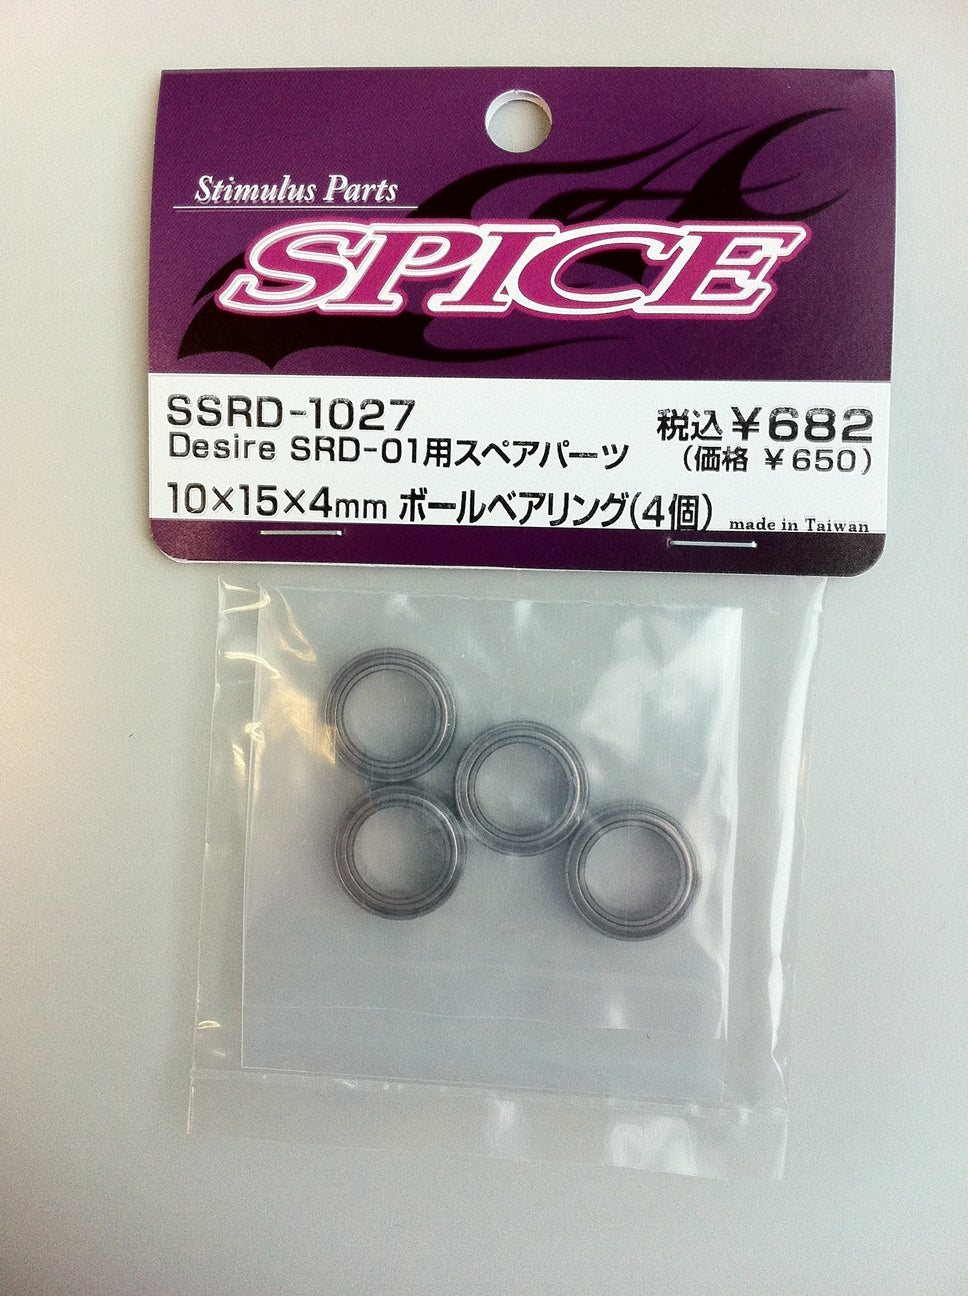 Stimulus Parts
SPICE
SSRD-1027
税込￥682
Desire SRD-01用スペアパーツ
(価格 ￥650)
10×15×4mm ボールベアリング(4個)
made in Taiwan